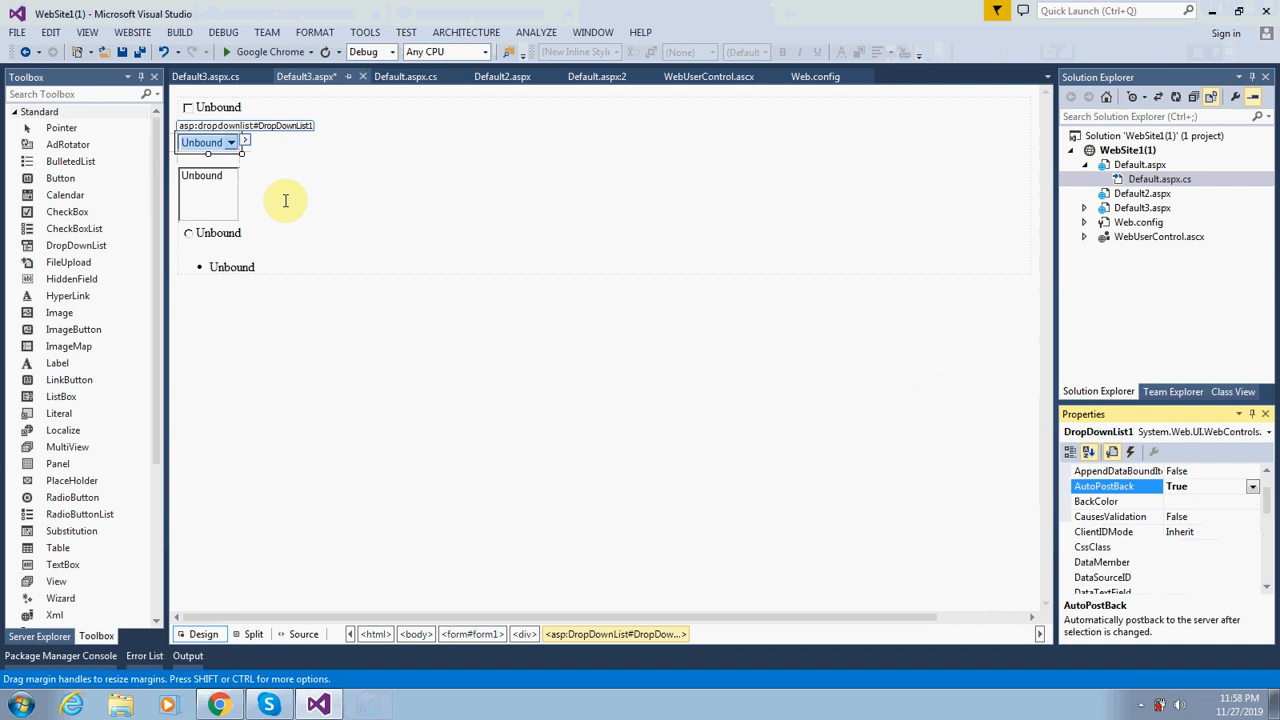 WebSite1(1) - Microsoft Visual Studio
Quick Launch (Ctrl+Q)
FILE EDIT VIEW WEBSITE BUILD DEBUG TEAM FORMAT TOOLS TEST ARCHITECTURE ANALYZE WINDOW HELP
Sign in
Google Chrome Debug Any CPU (New Inline Style) (None) (Default)
Toolbox
Search Toolbox
Standard
Pointer
AdRotator
BulletedList
Button
Calendar
CheckBox
CheckBoxList
DropDownList
FileUpload
HiddenField
HyperLink
Image
ImageButton
ImageMap
Label
LinkButton
ListBox
Literal
Localize
MultiView
Panel
PlaceHolder
RadioButton
RadioButtonList
Substitution
Table
TextBox
View
Wizard
Xml
Server Explorer Toolbox
Default3.aspx.cs Default3.aspx* Default.aspx.cs Default2.aspx Default.aspx2 WebUserControl.ascx Web.config
Unbound
asp:dropdownlist#DropDownList1
Unbound
Unbound
Unbound
Unbound
Design Split Source <html> <body> <form#form1> <div> <asp:DropDownList#DropDow...>
Solution Explorer
Search Solution Explorer (Ctrl+;)
Solution 'WebSite1(1)' (1 project)
WebSite1(1)
Default.aspx
Default.aspx.cs
Default2.aspx
Default3.aspx
Web.config
WebUserControl.ascx
Solution Explorer Team Explorer Class View
Properties
DropDownList1 System.Web.UI.WebControls.
AppendDataBoundIte False
AutoPostBack True
BackColor
CausesValidation False
ClientIDMode Inherit
CssClass
DataMember
DataSourceID
DataTextField
AutoPostBack
Automatically postback to the server after
selection is changed.
Package Manager Console Error List Output
Drag margin handles to resize margins. Press SHIFT or CTRL for more options.
11:58 PM
11/27/2019